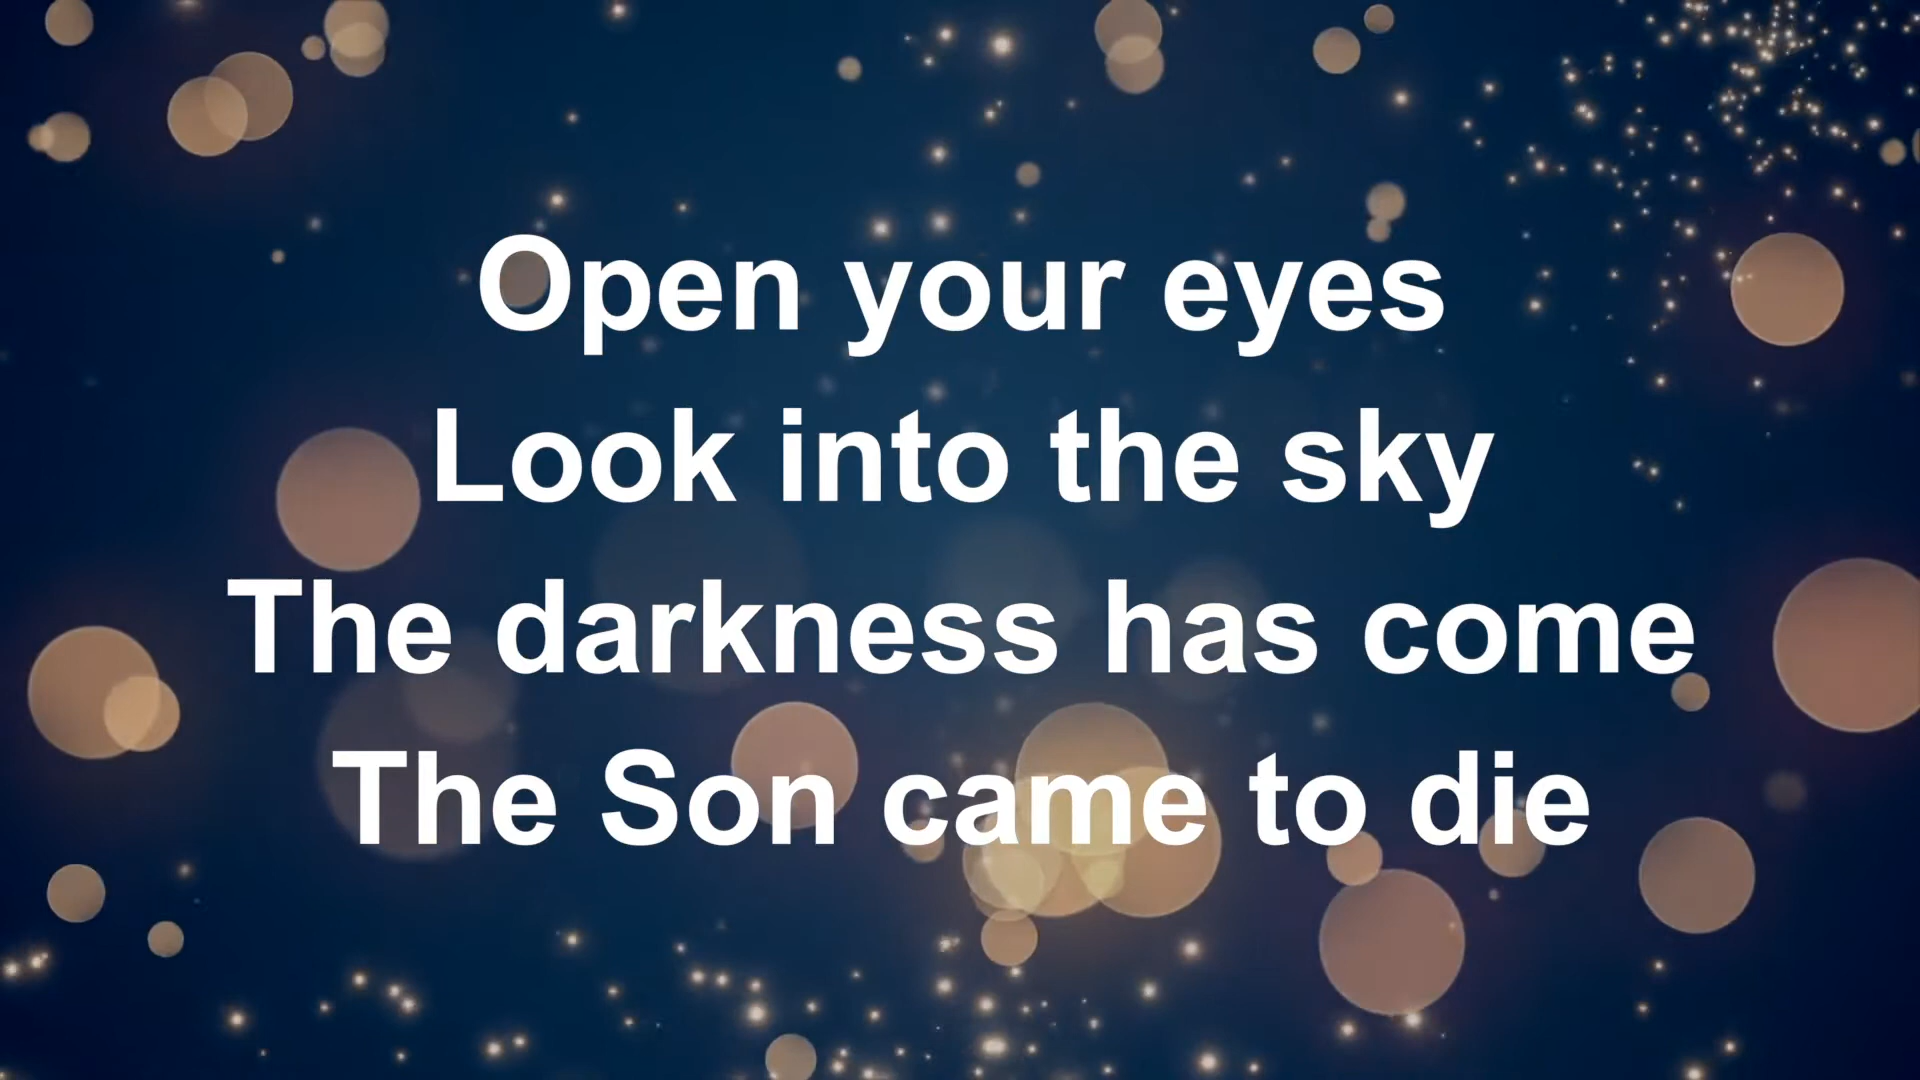 Open your eyes
Look into the sky
The darkness has come
The Son came to die